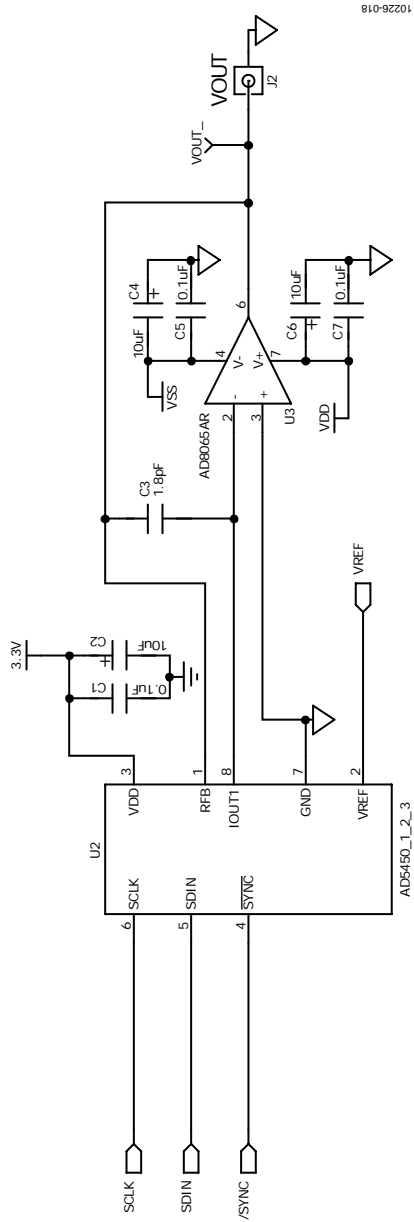 SCLK
SDIN
/SYNC
6
5
4
U2
SCLK
SDIN
SYNC
VDD
RFB
IOUT1
GND
VREF
AD5450_1_2_3
3
1
8
7
2
3.3V
C1
0.1uF
C2
+
10uF
C3
1.8pF
VREF
AD8065AR
2
3
-
+
V-
V+
4
7
6
U3
VSS
VDD
C4
+
10uF
C5
0.1uF
C6
+
10uF
C7
0.1uF
VOUT_
VOUT
J2
10226-018